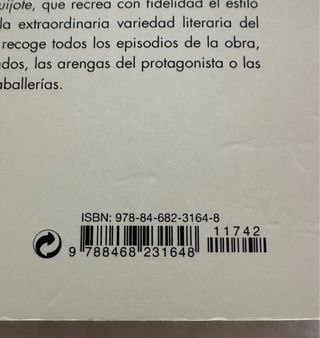 uijote, que recrea con fidelidad el estilo
la extraordinaria variedad literaria del
recoge todos los episodios de la obra,
dos, las arengas del protagonista o las
aballerías.
ISBN: 978-84-682-3164-8
11742
9 788468 231648